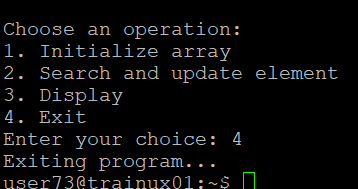 Choose an operation:
1. Initialize array
2. Search and update element
3. Display
4. Exit
Enter your choice: 4
Exiting program...
user73@trainux01:~$